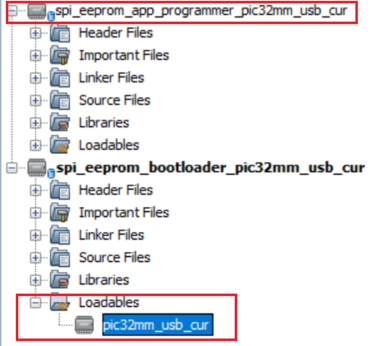 spi_eeprom_app_programmer_pic32mm_usb_cur
Header Files
Important Files
Linker Files
Source Files
Libraries
Loadables
spi_eeprom_bootloader_pic32mm_usb_cur
Header Files
Important Files
Linker Files
Source Files
Libraries
Loadables
pic32mm_usb_cur